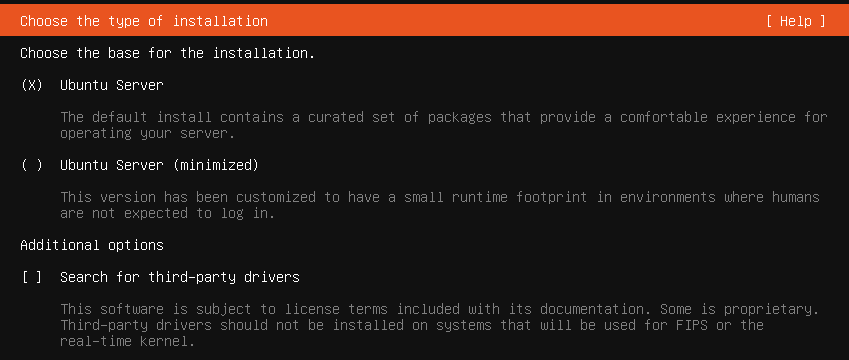 Choose the type of installation [ Help ]
Choose the base for the installation.
(X) Ubuntu Server
The default install contains a curated set of packages that provide a comfortable experience for
operating your server.
( ) Ubuntu Server (minimized)
This version has been customized to have a small runtime footprint in environments where humans
are not expected to log in.
Additional options
[ ] Search for third-party drivers
This software is subject to license terms included with its documentation. Some is proprietary.
Third-party drivers should not be installed on systems that will be used for FIPS or the
real-time kernel.